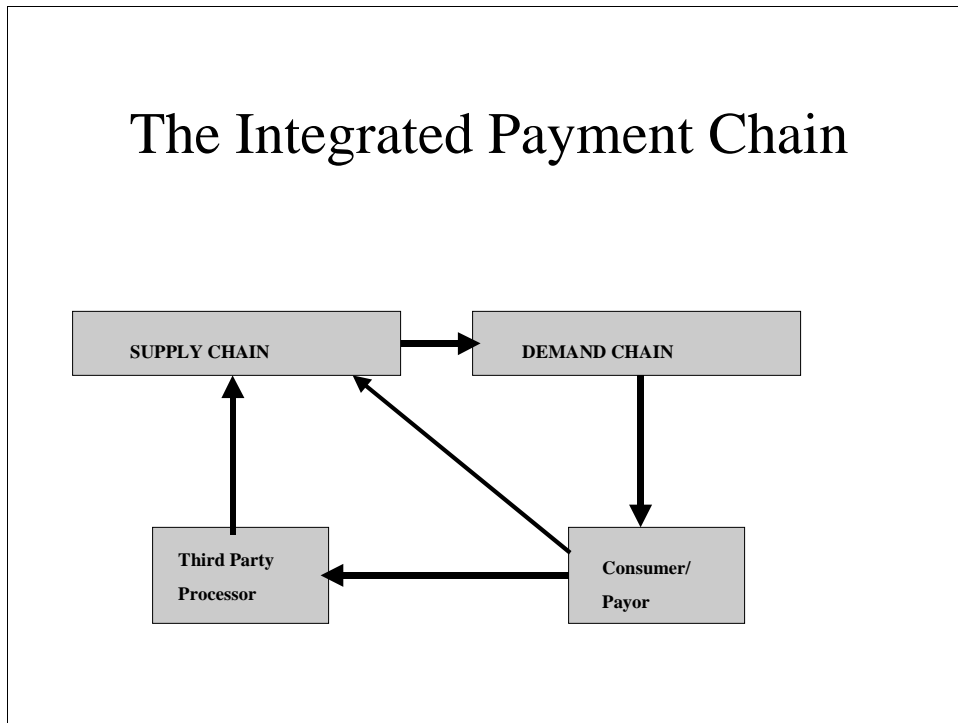 The Integrated Payment Chain
SUPPLY CHAIN
DEMAND CHAIN
Third Party
Processor
Consumer/
Payor